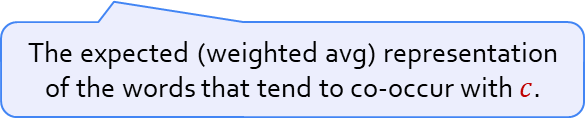 The expected (weighted avg) representation
of the words that tend to co-occur with c.